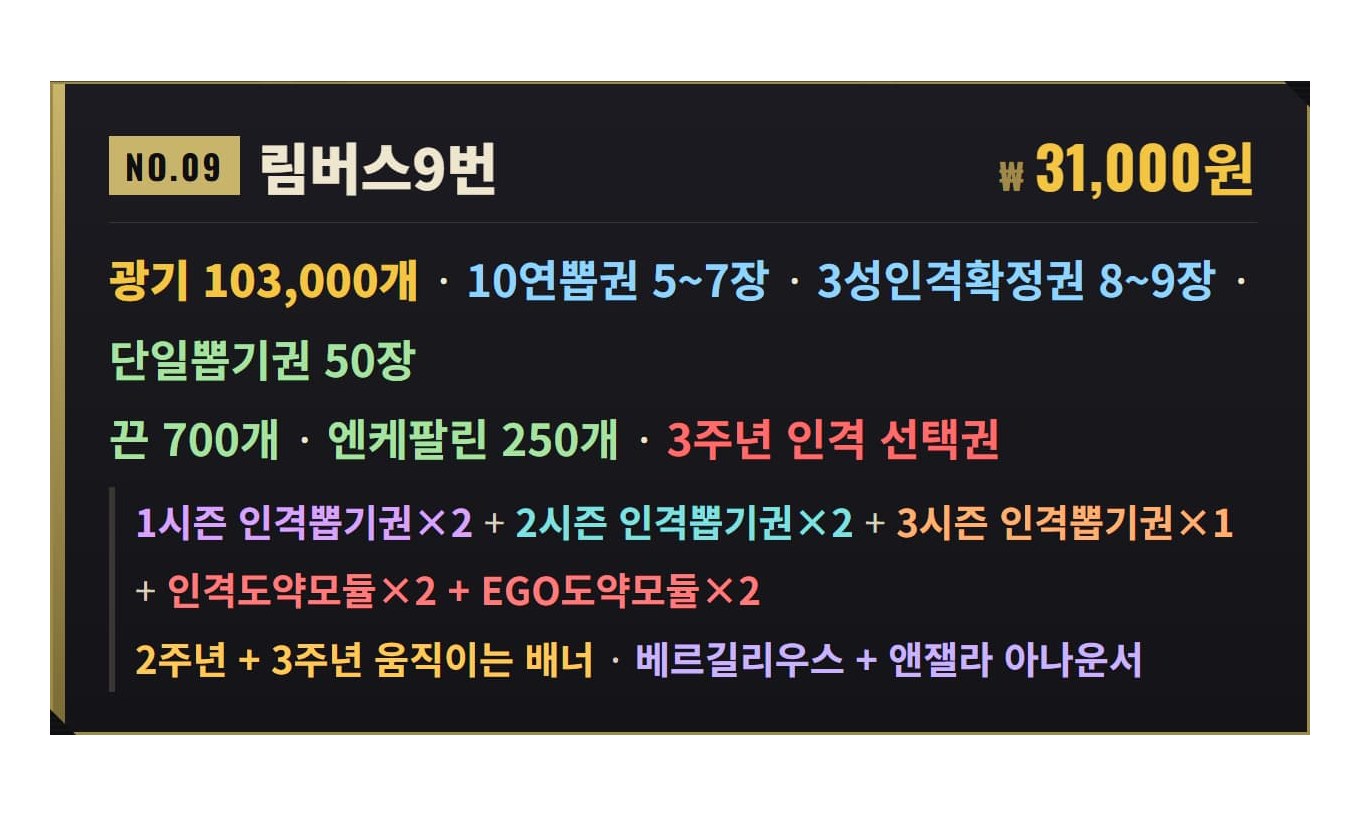 NO.09 림버스9번 ₩ 31,000원
광기 103,000개 · 10연뽑권 5~7장 · 3성인격확정권 8~9장 ·
단일뽑기권 50장
끈 700개 · 엔케팔린 250개 · 3주년 인격 선택권
1시즌 인격뽑기권×2 + 2시즌 인격뽑기권×2 + 3시즌 인격뽑기권×1
+ 인격도약모듈×2 + EGO도약모듈×2
2주년 + 3주년 움직이는 배너 · 베르길리우스 + 앤젤라 아나운서